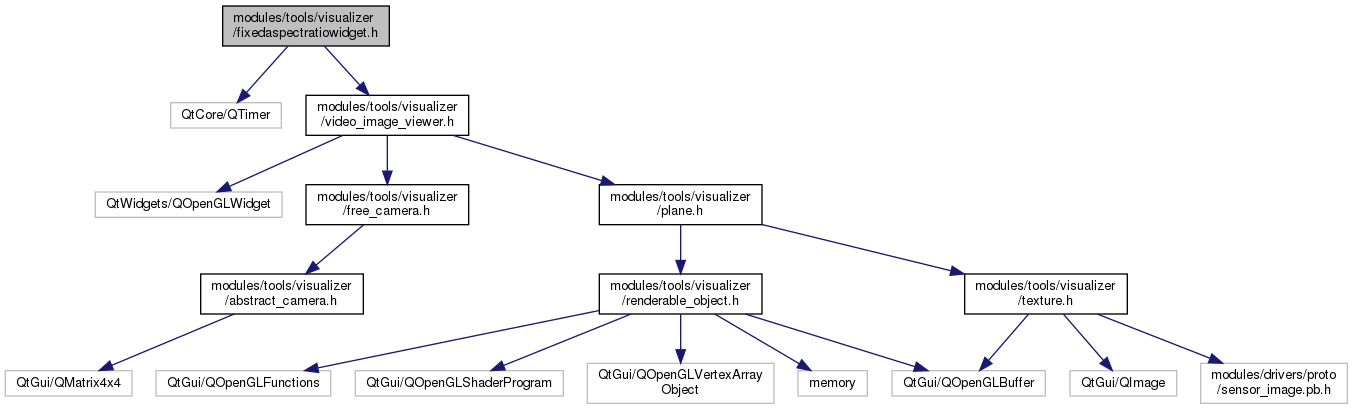 modules/tools/visualizer
/fixedaspectratiowidget.h
QtCore/QTimer
modules/tools/visualizer
/video_image_viewer.h
QtWidgets/QOpenGLWidget
modules/tools/visualizer
/free_camera.h
modules/tools/visualizer
/plane.h
modules/tools/visualizer
/abstract_camera.h
modules/tools/visualizer
/renderable_object.h
modules/tools/visualizer
/texture.h
QtGui/QMatrix4x4
QtGui/QOpenGLFunctions
QtGui/QOpenGLShaderProgram
QtGui/QOpenGLVertexArray
Object
memory
QtGui/QOpenGLBuffer
QtGui/QImage
modules/drivers/proto
/sensor_image.pb.h